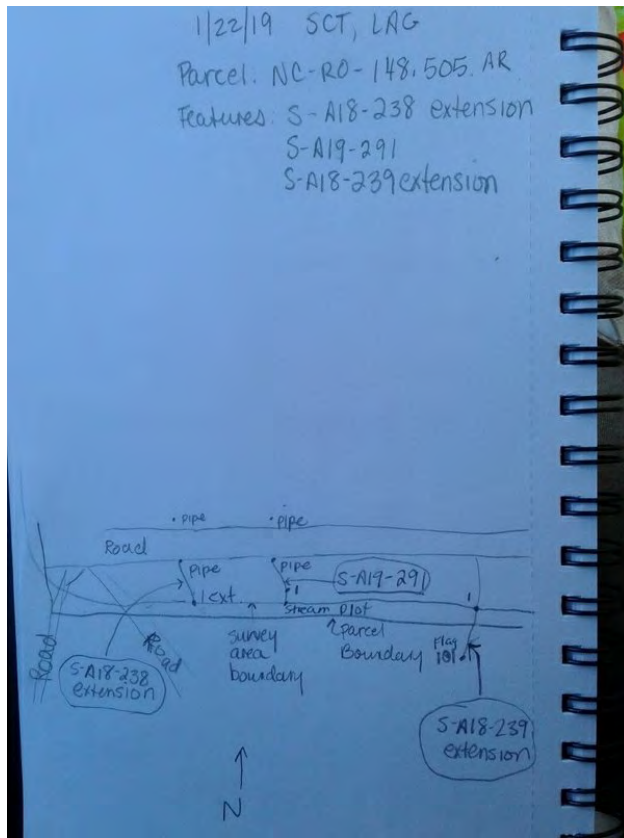 1/22/19 SCT, LAG
Parcel: NC-RO-148.505.AR
Features: S-A18-238 extension
S-A19-291
S-A18-239 extension
pipe
pipe
Road
pipe
pipe
S-A19-291
1 ext.
1
1
Stream Plot
survey
area
boundary
Parcel
Boundary
Flag
101
Road
Road
S-A18-238
extension
S-A18-239
extension
N